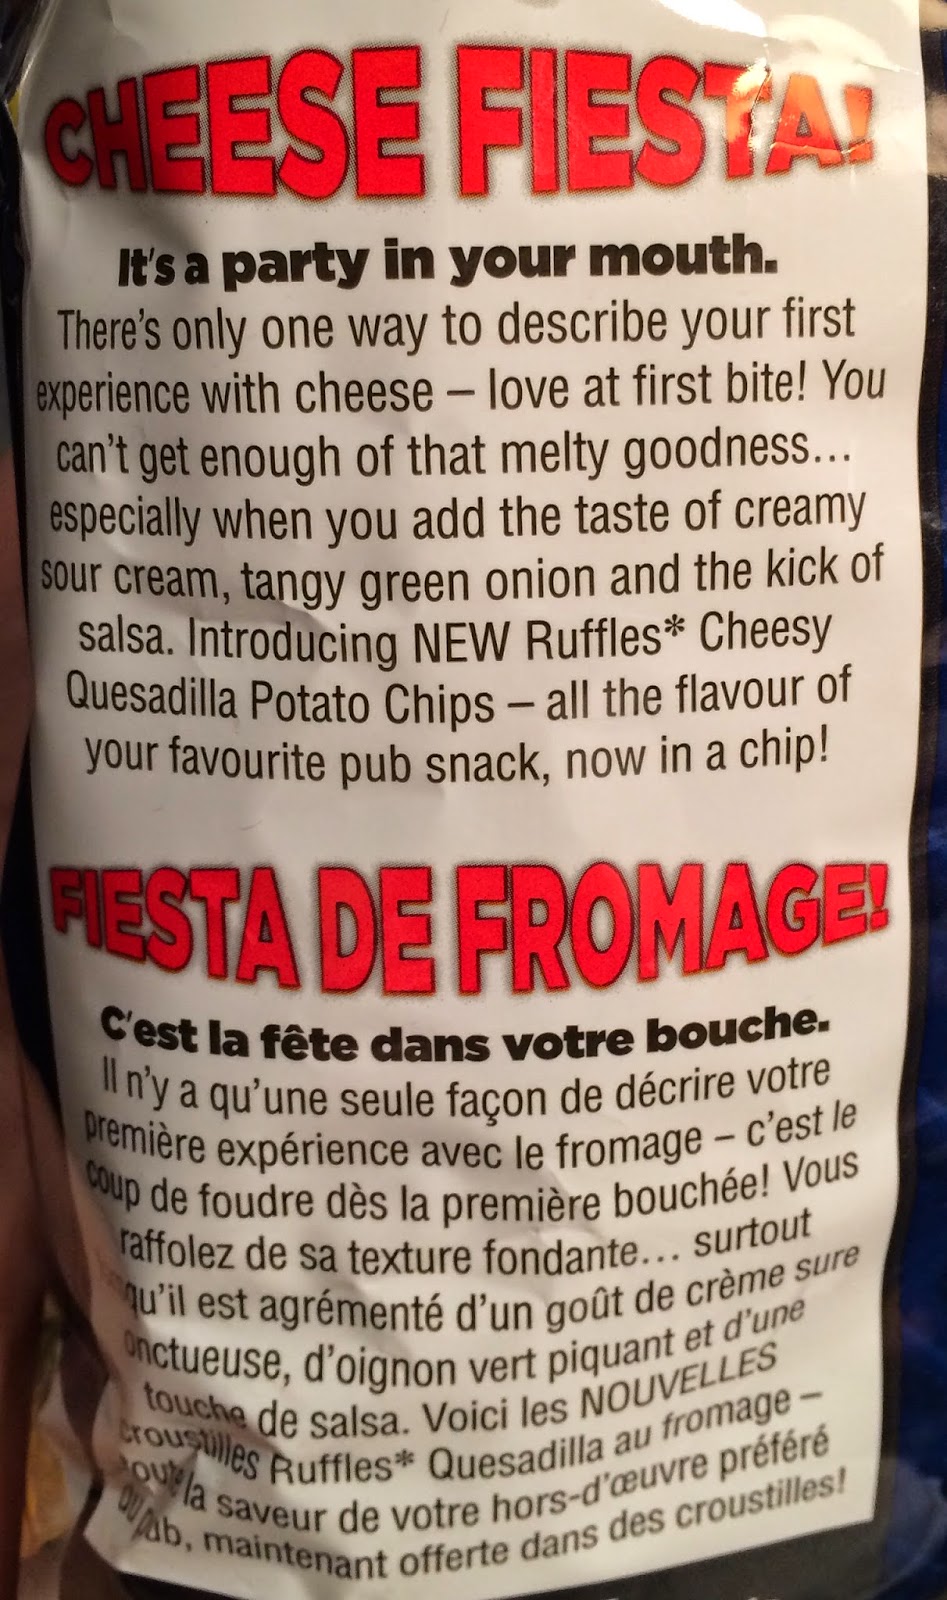 CHEESE FIESTA!
It's a party in your mouth.
There's only one way to describe your first
experience with cheese – love at first bite! You
can't get enough of that melty goodness...
especially when you add the taste of creamy
sour cream, tangy green onion and the kick of
salsa. Introducing NEW Ruffles* Cheesy
Quesadilla Potato Chips – all the flavour of
your favourite pub snack, now in a chip!
FIESTA DE FROMAGE!
C'est la fête dans votre bouche.
Il n'y a qu'une seule façon de décrire votre
première expérience avec le fromage – c'est le
coup de foudre dès la première bouchée! Vous
raffolez de sa texture fondante... surtout
qu'il est agrémenté d'un goût de crème sure
onctueuse, d'oignon vert piquant et d'une
touche de salsa. Voici les NOUVELLES
croustilles Ruffles* Quesadilla au fromage –
toute la saveur de votre hors-d'œuvre préféré
au pub, maintenant offerte dans des croustilles!